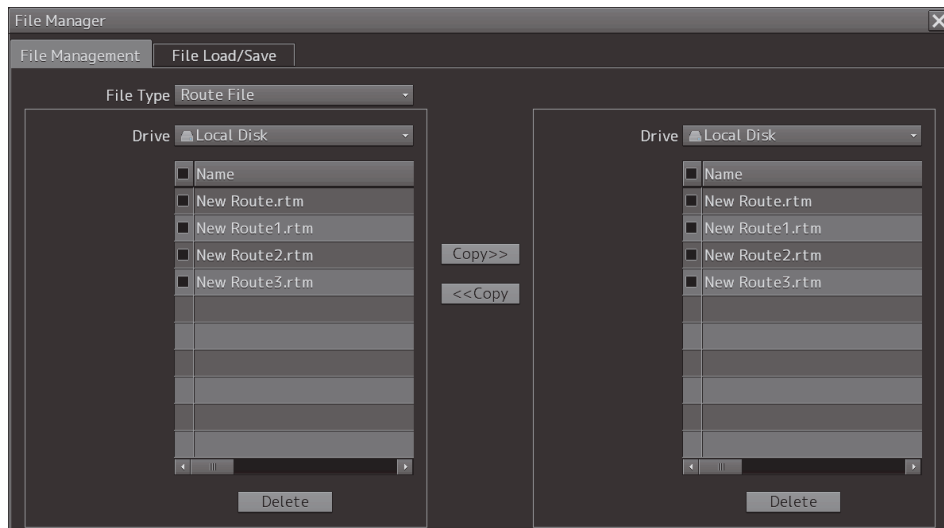 File Manager
File Management File Load/Save
File Type Route File
Drive Local Disk
Name
New Route.rtm
New Route1.rtm
New Route2.rtm
New Route3.rtm
Delete
Copy>>
<<Copy
Drive Local Disk
Name
New Route.rtm
New Route1.rtm
New Route2.rtm
New Route3.rtm
Delete